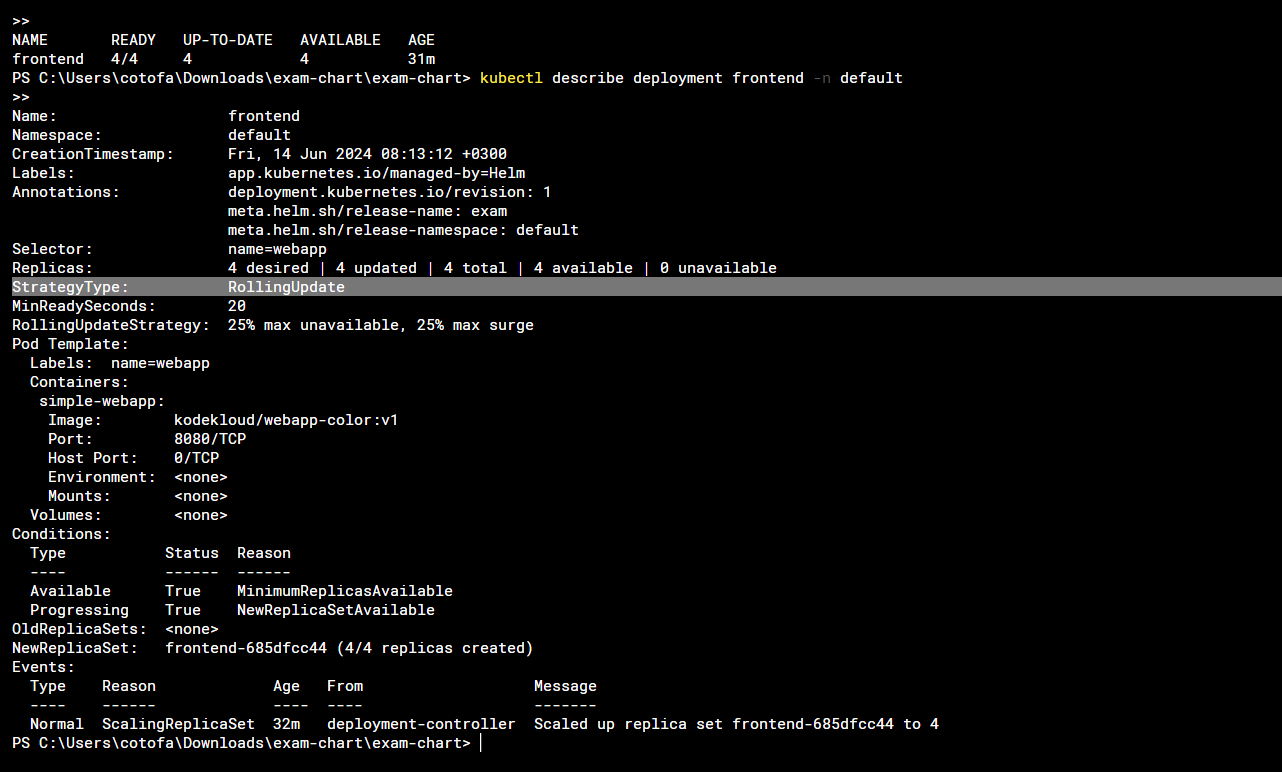 >>
NAME       READY   UP-TO-DATE   AVAILABLE   AGE
frontend   4/4     4            4           31m
PS C:\Users\cotofa\Downloads\exam-chart\exam-chart> kubectl describe deployment frontend -n default
>>
Name:                   frontend
Namespace:              default
CreationTimestamp:      Fri, 14 Jun 2024 08:13:12 +0300
Labels:                 app.kubernetes.io/managed-by=Helm
Annotations:            deployment.kubernetes.io/revision: 1
                        meta.helm.sh/release-name: exam
                        meta.helm.sh/release-namespace: default
Selector:               name=webapp
Replicas:               4 desired | 4 updated | 4 total | 4 available | 0 unavailable
StrategyType:           RollingUpdate
MinReadySeconds:        20
RollingUpdateStrategy:  25% max unavailable, 25% max surge
Pod Template:
  Labels:  name=webapp
  Containers:
   simple-webapp:
    Image:        kodekloud/webapp-color:v1
    Port:         8080/TCP
    Host Port:    0/TCP
    Environment:  <none>
    Mounts:       <none>
  Volumes:        <none>
Conditions:
  Type           Status  Reason
  ----           ------  ------
  Available      True    MinimumReplicasAvailable
  Progressing    True    NewReplicaSetAvailable
OldReplicaSets:  <none>
NewReplicaSet:   frontend-685dfcc44 (4/4 replicas created)
Events:
  Type    Reason             Age   From                   Message
  ----    ------             ----  ----                   -------
  Normal  ScalingReplicaSet  32m   deployment-controller  Scaled up replica set frontend-685dfcc44 to 4
PS C:\Users\cotofa\Downloads\exam-chart\exam-chart>